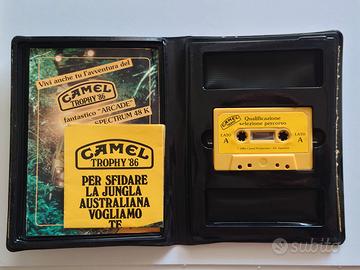 Vivi anche tu l'avventura del
CAMEL
TROPHY '86
fantastico "ARCADE"
SPECTRUM 48 K
CAMEL
TROPHY '86
PER SFIDARE
LA JUNGLA
AUSTRALIANA
VOGLIAMO
TE
CAMEL
Qualificazione
selezione percorso
LATO
A
LATO
A
subito